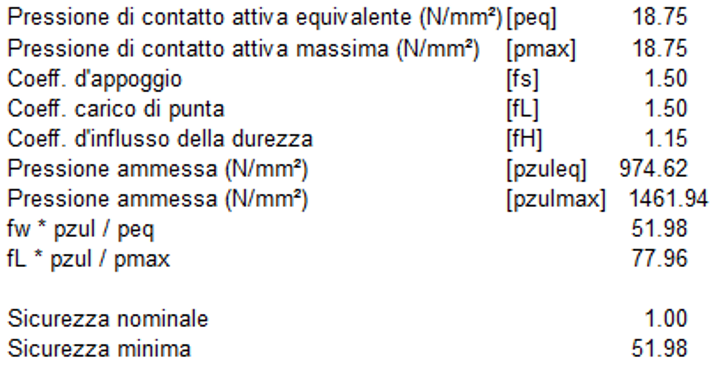 Pressione di contatto attiva equivalente (N/mm²) [peq] 18.75
Pressione di contatto attiva massima (N/mm²) [pmax] 18.75
Coeff. d'appoggio [fs] 1.50
Coeff. carico di punta [fL] 1.50
Coeff. d'influsso della durezza [fH] 1.15
Pressione ammessa (N/mm²) [pzuleq] 974.62
Pressione ammessa (N/mm²) [pzulmax] 1461.94
fw * pzul / peq 51.98
fL * pzul / pmax 77.96
Sicurezza nominale 1.00
Sicurezza minima 51.98